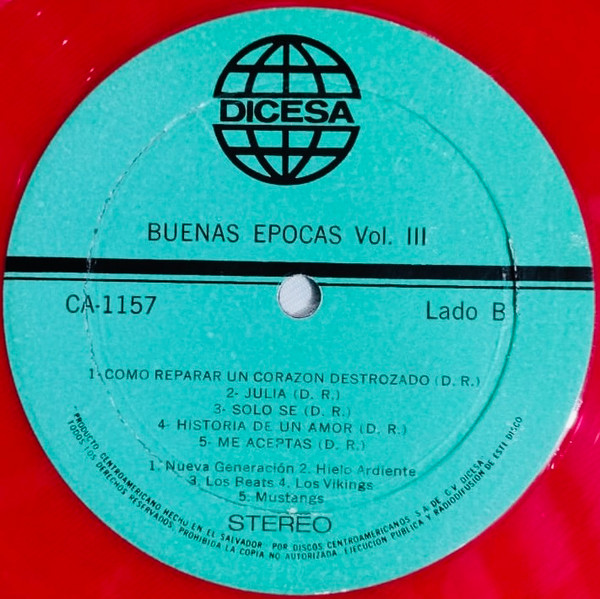 DICESA
BUENAS EPOCAS Vol. III
CA-1157
Lado B
1- COMO REPARAR UN CORAZON DESTROZADO (D. R.)
2- JULIA (D. R.)
3- SOLO SE (D. R.)
4- HISTORIA DE UN AMOR (D. R.)
5- ME ACEPTAS (D. R.)
1. Nueva Generación 2. Hielo Ardiente
3. Los Beats 4. Los Vikings
5. Mustangs
STEREO
PRODUCTO CENTROAMERICANO HECHO EN EL SALVADOR. POR DISCOS CENTROAMERICANOS S.A. DE C.V. DICESA
TODOS LOS DERECHOS RESERVADOS. PROHIBIDA LA COPIA NO AUTORIZADA, EJECUCION PUBLICA Y RADIODIFUSION DE ESTE DISCO